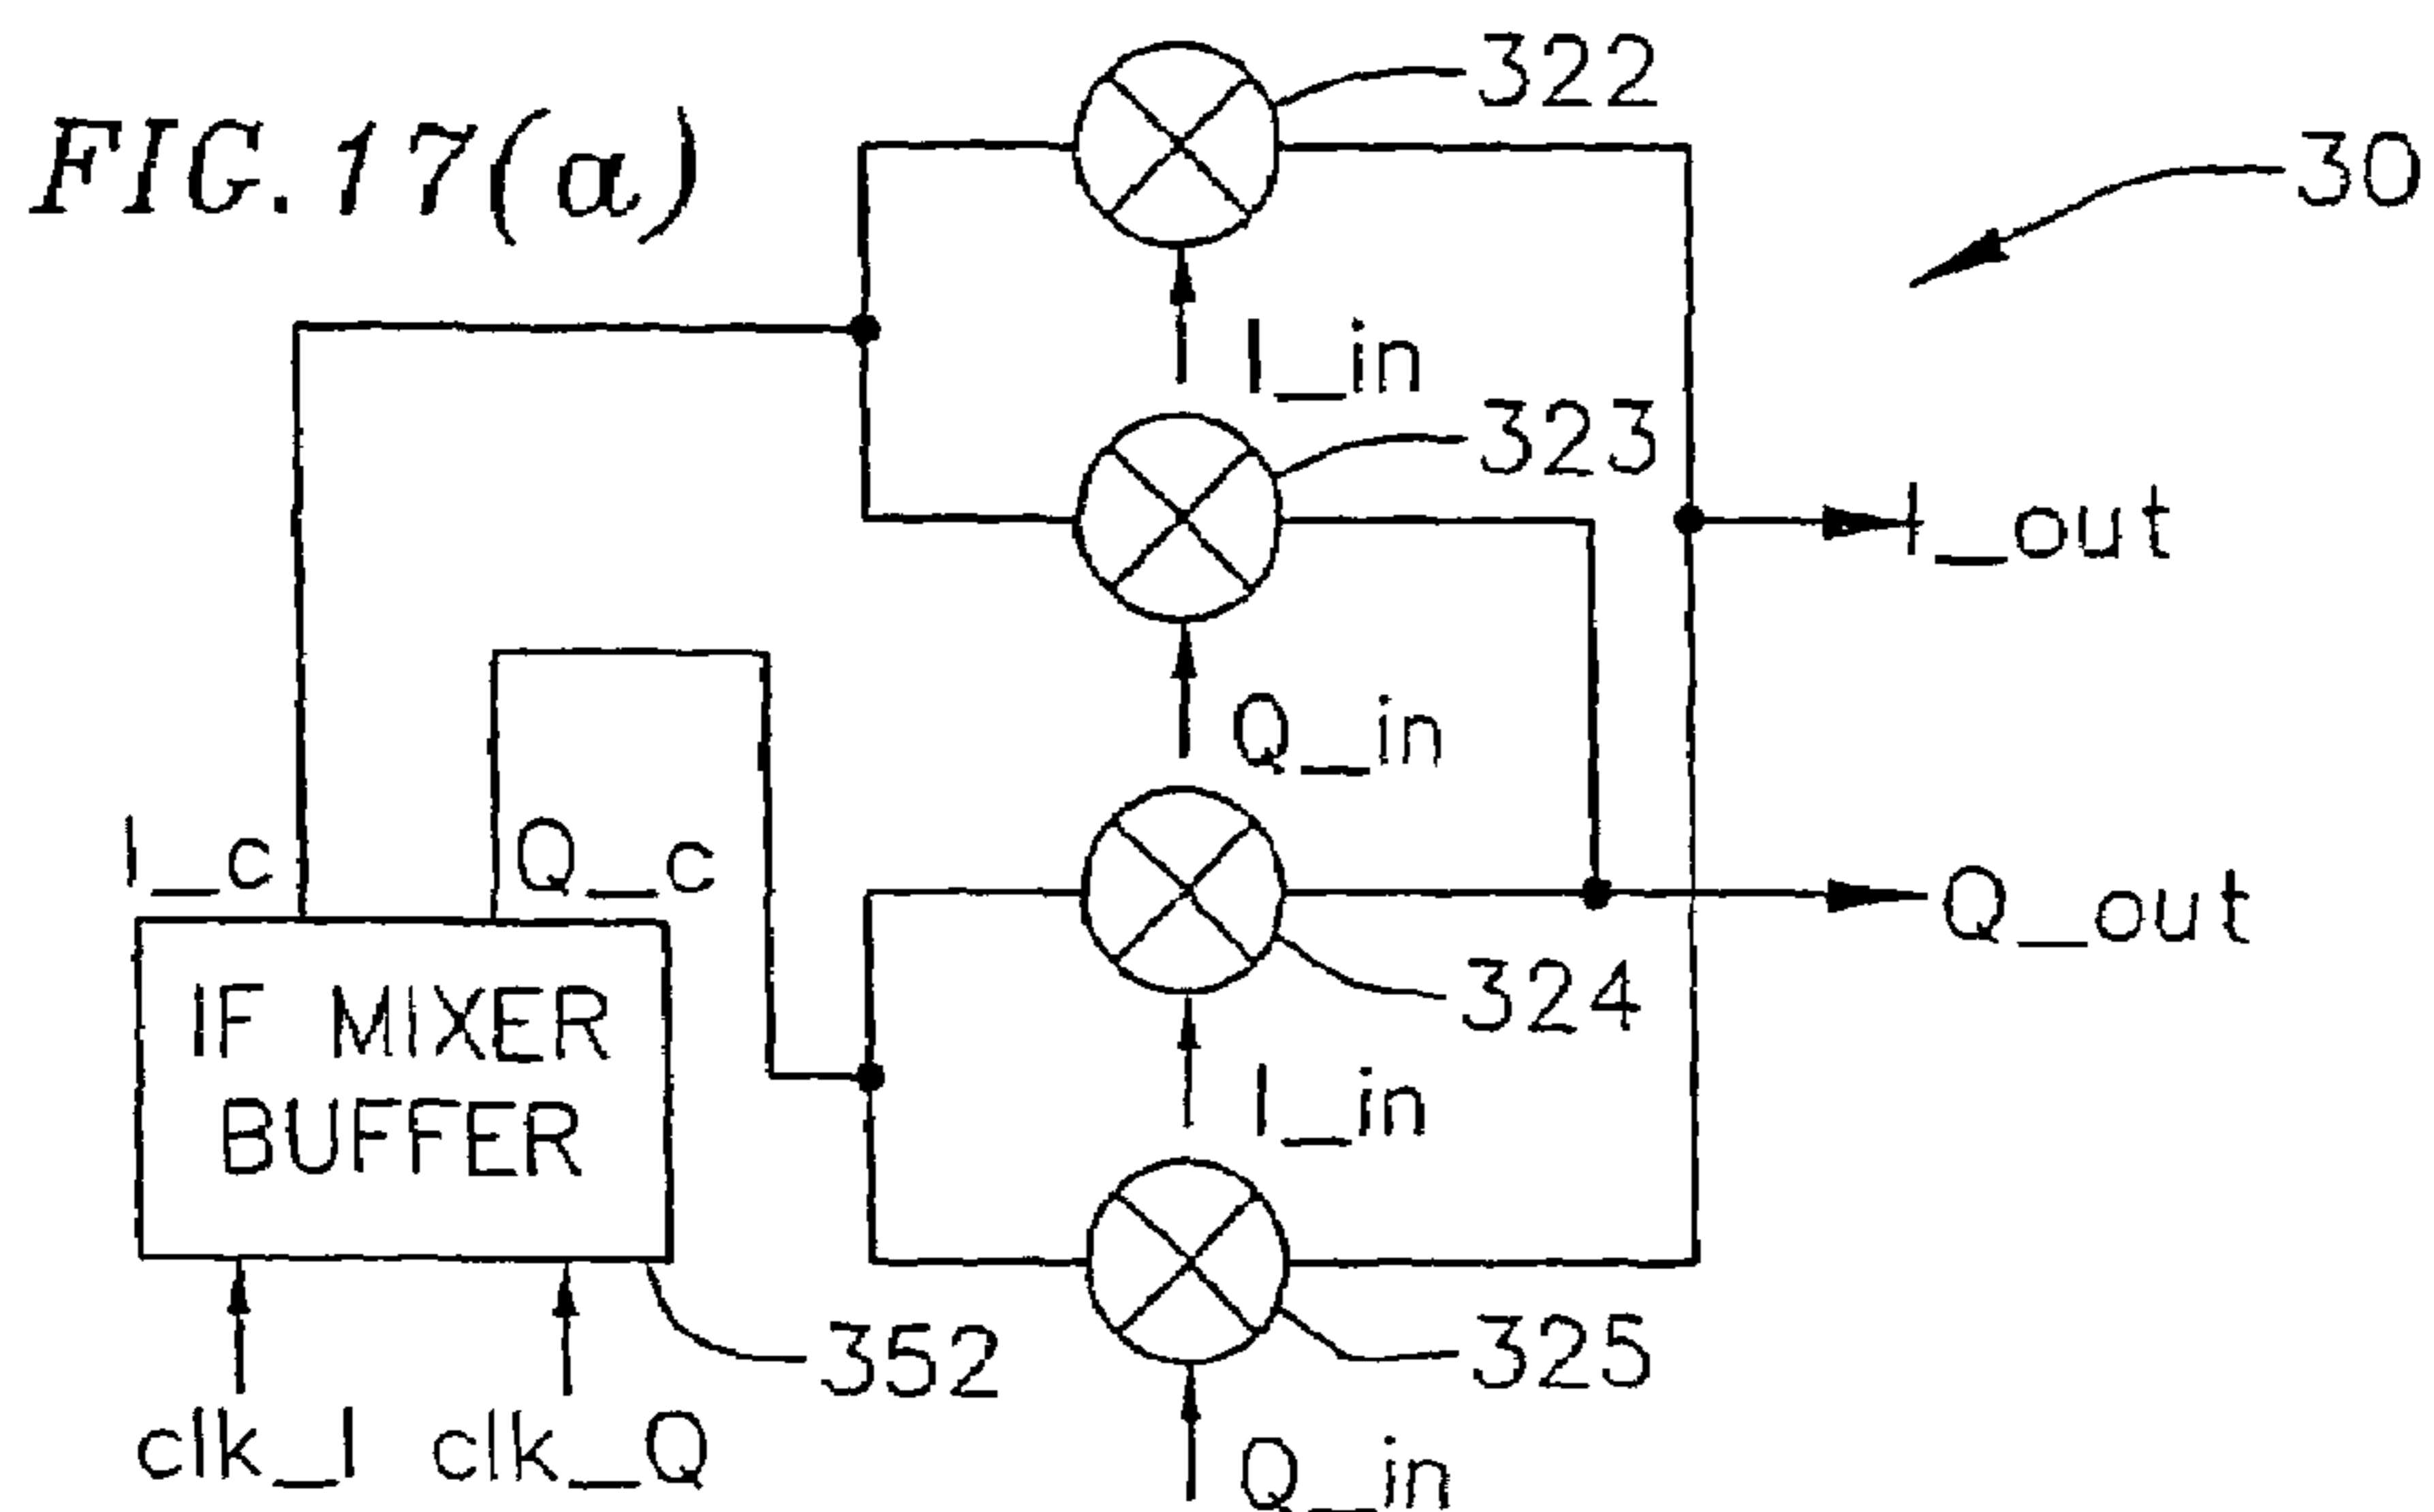 FIG. 17(a)
322
30
I_in
323
I_out
Q_in
I_c
Q_c
Q_out
IF MIXER
BUFFER
324
I_in
352
325
clk_I
clk_Q
Q_in